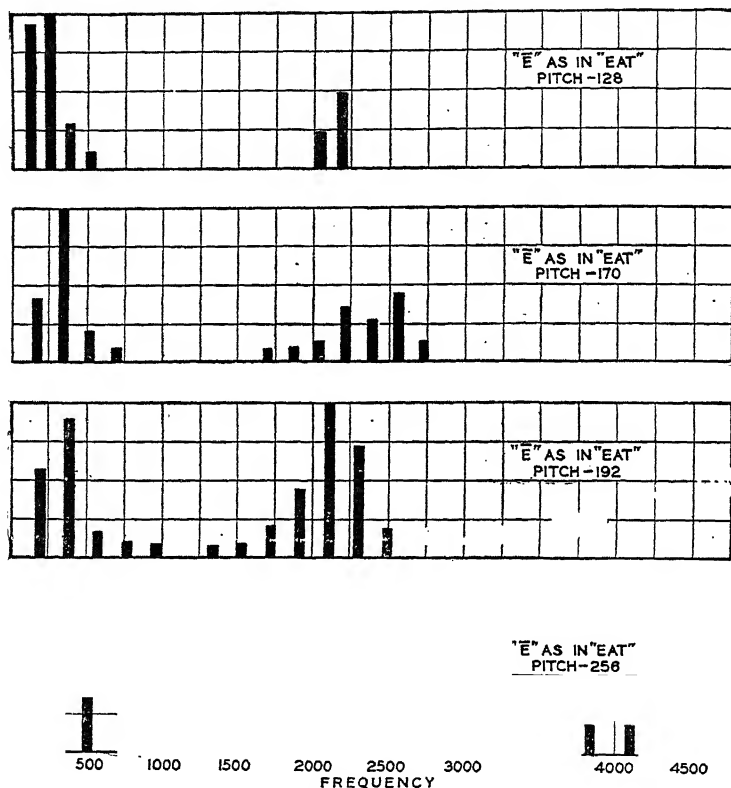 "Ē" AS IN "EAT"
PITCH-128
"Ē" AS IN "EAT"
PITCH-170
"Ē" AS IN "EAT"
PITCH-192
"Ē" AS IN "EAT"
PITCH-256
500 1000 1500 2000 2500 3000 4000 4500
FREQUENCY